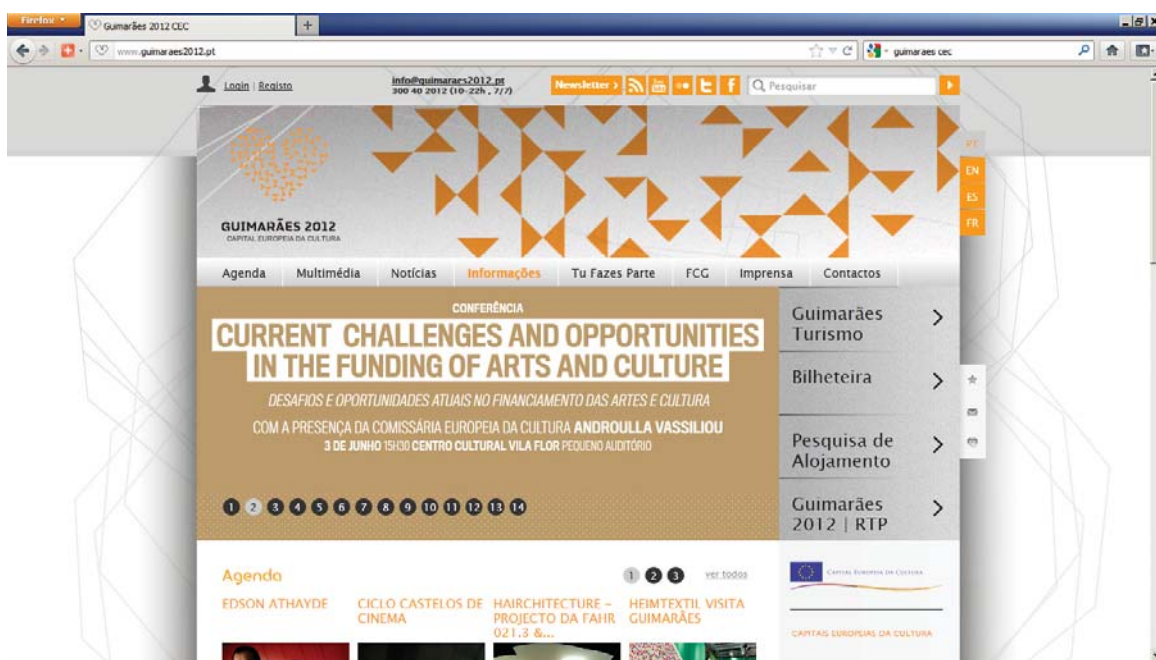 Firefox
Guimarães 2012 CEC
www.guimaraes2012.pt
guimaraes cec
Login | Registo
info@guimaraes2012.pt
300 40 2012 (10-22h , 7/7)
Newsletter
You
Pesquisar
PT
EN
ES
FR
GUIMARÃES 2012
CAPITAL EUROPEIA DA CULTURA
Agenda Multimédia Notícias Informações Tu Fazes Parte FCG Imprensa Contactos
CONFERÊNCIA
CURRENT CHALLENGES AND OPPORTUNITIES
IN THE FUNDING OF ARTS AND CULTURE
DESAFIOS E OPORTUNIDADES ATUAIS NO FINANCIAMENTO DAS ARTES E CULTURA
COM A PRESENÇA DA COMISSÁRIA EUROPEIA DA CULTURA ANDROULLA VASSILIOU
3 DE JUNHO 15H30 CENTRO CULTURAL VILA FLOR PEQUENO AUDITÓRIO
1 2 3 4 5 6 7 8 9 10 11 12 13 14
Guimarães
Turismo
Bilheteira
Pesquisa de
Alojamento
Guimarães
2012 | RTP
Agenda
1 2 3 ver todos
EDSON ATHAYDE
CICLO CASTELOS DE
CINEMA
HAIRCHITECTURE –
PROJECTO DA FAHR
021.3 &...
HEIMTEXTIL VISITA
GUIMARÃES
CAPITAL EUROPEIA DA CULTURA
CAPITAIS EUROPEIAS DA CULTURA